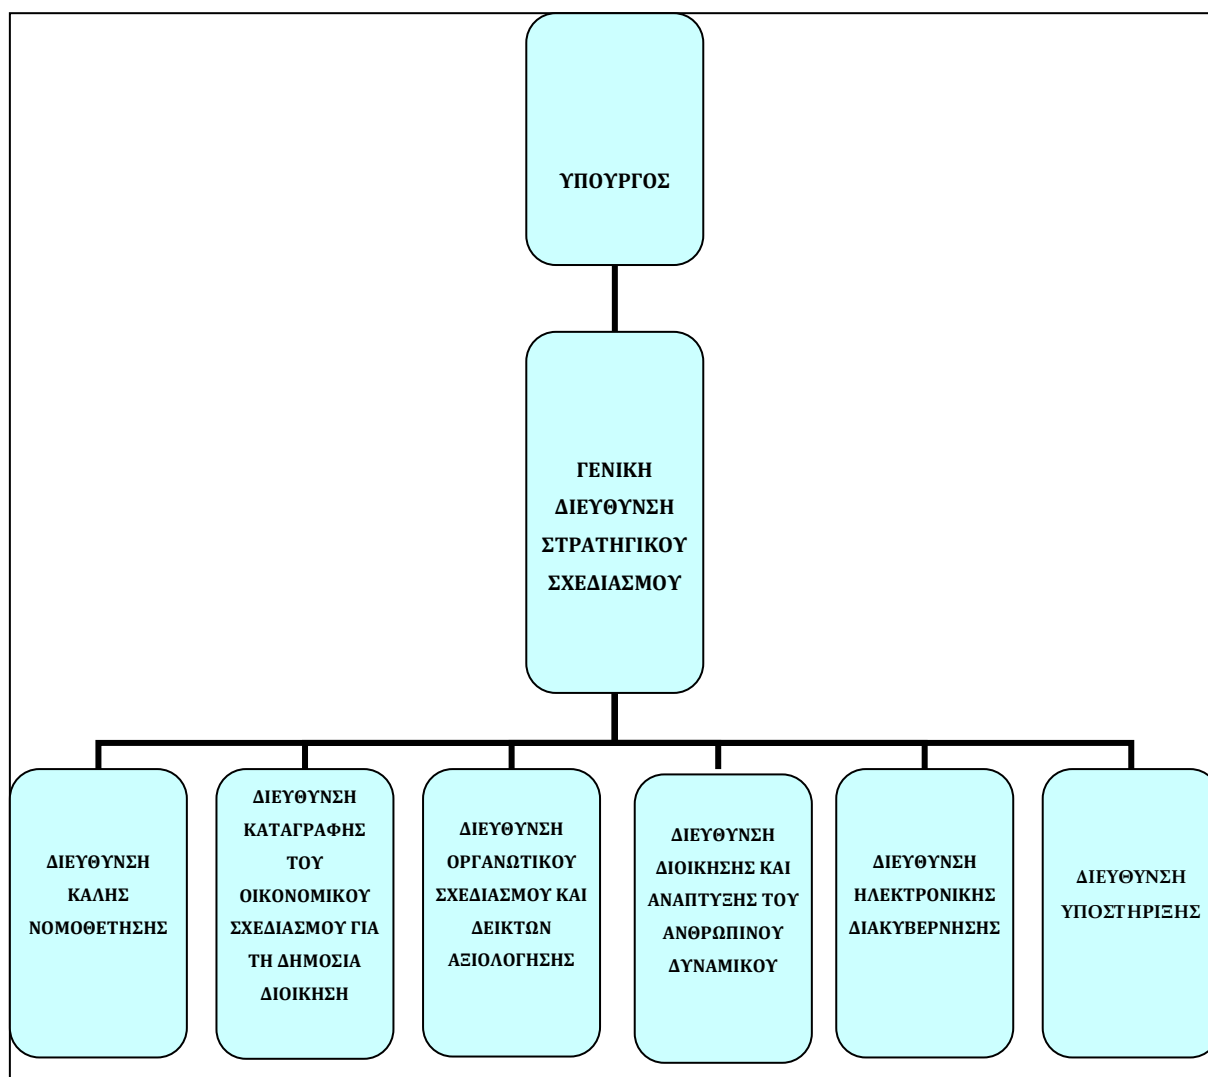 ΥΠΟΥΡΓΟΣ
ΓΕΝΙΚΗ
ΔΙΕΥΘΥΝΣΗ
ΣΤΡΑΤΗΓΙΚΟΥ
ΣΧΕΔΙΑΣΜΟΥ
ΔΙΕΥΘΥΝΣΗ
ΚΑΛΗΣ
ΝΟΜΟΘΕΤΗΣΗΣ
ΔΙΕΥΘΥΝΣΗ
ΚΑΤΑΓΡΑΦΗΣ
ΤΟΥ
ΟΙΚΟΝΟΜΙΚΟΥ
ΣΧΕΔΙΑΣΜΟΥ ΓΙΑ
ΤΗ ΔΗΜΟΣΙΑ
ΔΙΟΙΚΗΣΗ
ΔΙΕΥΘΥΝΣΗ
ΟΡΓΑΝΩΤΙΚΟΥ
ΣΧΕΔΙΑΣΜΟΥ ΚΑΙ
ΔΕΙΚΤΩΝ
ΑΞΙΟΛΟΓΗΣΗΣ
ΔΙΕΥΘΥΝΣΗ
ΔΙΟΙΚΗΣΗΣ ΚΑΙ
ΑΝΑΠΤΥΞΗΣ ΤΟΥ
ΑΝΘΡΩΠΙΝΟΥ
ΔΥΝΑΜΙΚΟΥ
ΔΙΕΥΘΥΝΣΗ
ΗΛΕΚΤΡΟΝΙΚΗΣ
ΔΙΑΚΥΒΕΡΝΗΣΗΣ
ΔΙΕΥΘΥΝΣΗ
ΥΠΟΣΤΗΡΙΞΗΣ